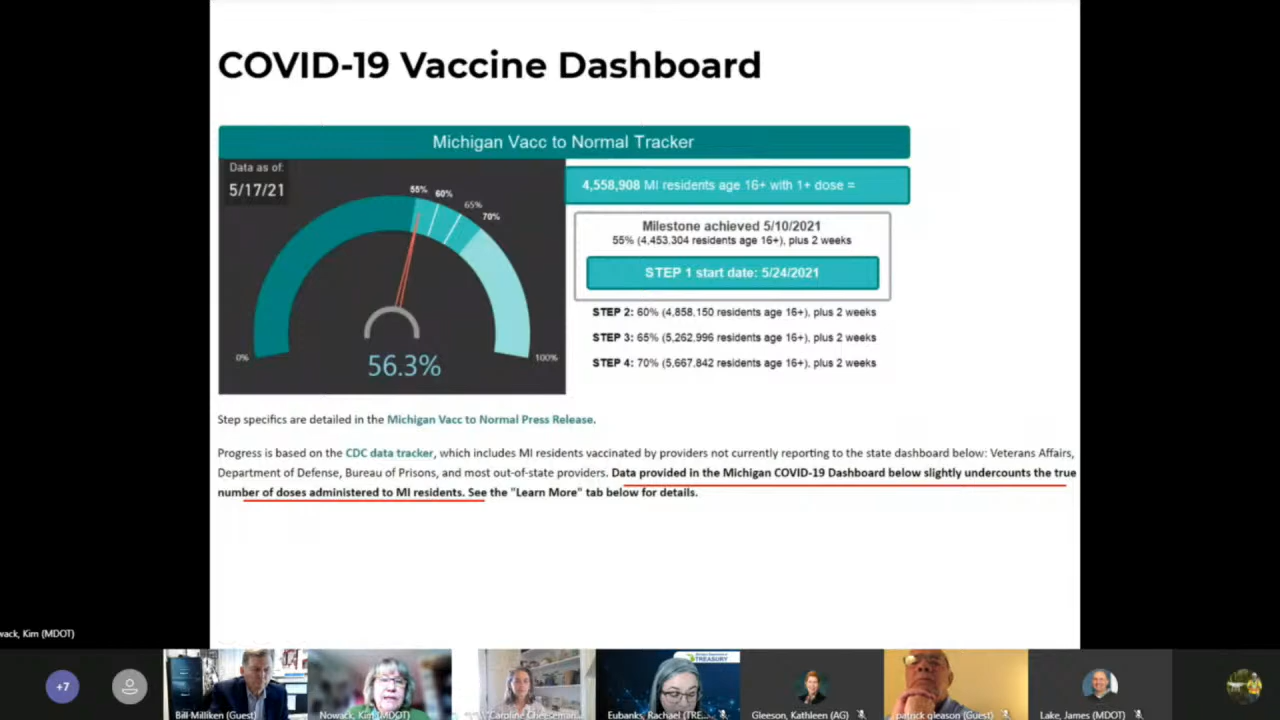 COVID-19 Vaccine Dashboard
Michigan Vacc to Normal Tracker
Data as of:
5/17/21
55%
60%
65%
70%
0%
100%
56.3%
4,558,908 MI residents age 16+ with 1+ dose =
Milestone achieved 5/10/2021
55% (4,453,304 residents age 16+), plus 2 weeks
STEP 1 start date: 5/24/2021
STEP 2: 60% (4,858,150 residents age 16+), plus 2 weeks
STEP 3: 65% (5,262,996 residents age 16+), plus 2 weeks
STEP 4: 70% (5,667,842 residents age 16+), plus 2 weeks
Step specifics are detailed in the Michigan Vacc to Normal Press Release.
Progress is based on the CDC data tracker, which includes MI residents vaccinated by providers not currently reporting to the state dashboard below: Veterans Affairs,
Department of Defense, Bureau of Prisons, and most out-of-state providers. Data provided in the Michigan COVID-19 Dashboard below slightly undercounts the true
number of doses administered to MI residents. See the "Learn More" tab below for details.
wack, Kim (MDOT)
+7
TREASURY
Bill Milliken (Guest)
Nowack, Kim (MDOT)
Caroline Cheeseman...
Eubanks, Rachael (TRE...
Gleeson, Kathleen (AG)
patrick gleason (Guest)
Lake, James (MDOT)